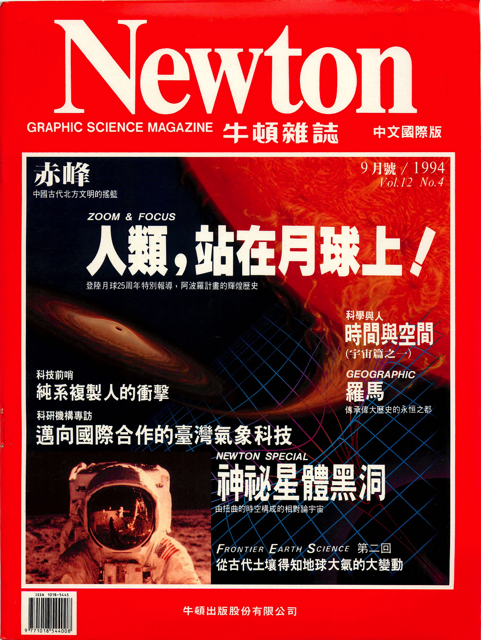 Newton
GRAPHIC SCIENCE MAGAZINE 牛頓雜誌 中文國際版
赤峰
中國古代北方文明的搖籃
9月號 / 1994
Vol.12 No.4
ZOOM & FOCUS
人類,站在月球上!
登陸月球25周年特別報導,阿波羅計畫的輝煌歷史
科學與人
時間與空間
(宇宙篇之一)
科技前哨
純系複製人的衝擊
GEOGRAPHIC
羅馬
傳承偉大歷史的永恒之都
科研機構專訪
邁向國際合作的臺灣氣象科技
NEWTON SPECIAL
神祕星體黑洞
由扭曲的時空構成的相對論宇宙
FRONTIER EARTH SCIENCE 第二回
從古代土壤得知地球大氣的大變動
ISSN 1018-5445
9 771018 544008
牛頓出版股份有限公司